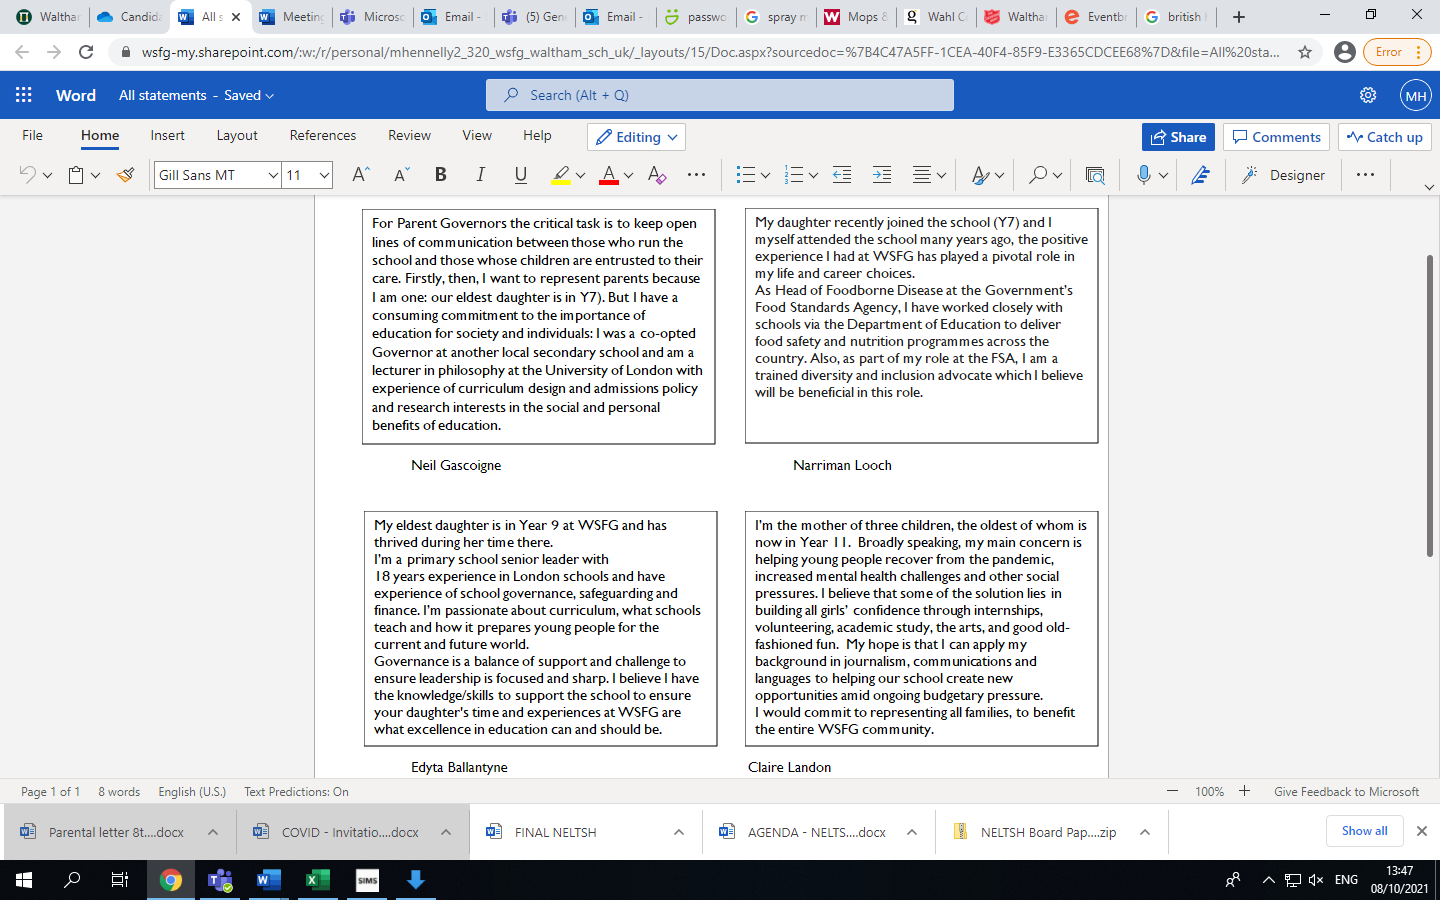 Walthar
Candida
All s
Meeting
Microso
Email -
(5) Gene
Email -
passwo
spray m
Mops &
Wahl C
Waltha
Eventbr
british h
wsfg-my.sharepoint.com/:w:/r/personal/mhennelly2_320_wsfg_waltham_sch_uk/_layouts/15/Doc.aspx?sourcedoc=%7B4C47A5FF-1CEA-40F4-85F9-E3365CDCEE68%7D&file=All%20sta...
Error
Word
All statements - Saved
Search (Alt + Q)
MH
File
Home
Insert
Layout
References
Review
View
Help
Editing
Share
Comments
Catch up
Gill Sans MT
11
Designer
For Parent Governors the critical task is to keep open
lines of communication between those who run the
school and those whose children are entrusted to their
care. Firstly, then, I want to represent parents because
I am one: our eldest daughter is in Y7). But I have a
consuming commitment to the importance of
education for society and individuals: I was a co-opted
Governor at another local secondary school and am a
lecturer in philosophy at the University of London with
experience of curriculum design and admissions policy
and research interests in the social and personal
benefits of education.
Neil Gascoigne
My daughter recently joined the school (Y7) and I
myself attended the school many years ago, the positive
experience I had at WSFG has played a pivotal role in
my life and career choices.
As Head of Foodborne Disease at the Government's
Food Standards Agency, I have worked closely with
schools via the Department of Education to deliver
food safety and nutrition programmes across the
country. Also, as part of my role at the FSA, I am a
trained diversity and inclusion advocate which I believe
will be beneficial in this role.
Narriman Looch
My eldest daughter is in Year 9 at WSFG and has
thrived during her time there.
I'm a primary school senior leader with
18 years experience in London schools and have
experience of school governance, safeguarding and
finance. I'm passionate about curriculum, what schools
teach and how it prepares young people for the
current and future world.
Governance is a balance of support and challenge to
ensure leadership is focused and sharp. I believe I have
the knowledge/skills to support the school to ensure
your daughter's time and experiences at WSFG are
what excellence in education can and should be.
Edyta Ballantyne
I'm the mother of three children, the oldest of whom is
now in Year 11. Broadly speaking, my main concern is
helping young people recover from the pandemic,
increased mental health challenges and other social
pressures. I believe that some of the solution lies in
building all girls' confidence through internships,
volunteering, academic study, the arts, and good old-
fashioned fun. My hope is that I can apply my
background in journalism, communications and
languages to helping our school create new
opportunities amid ongoing budgetary pressure.
I would commit to representing all families, to benefit
the entire WSFG community.
Claire Landon
Page 1 of 1
8 words
English (U.S.)
Text Predictions: On
100%
Give Feedback to Microsoft
Parental letter 8t....docx
COVID - Invitatio....docx
FINAL NELTSH
AGENDA - NELTS....docx
NELTSH Board Pap....zip
Show all
SIMS
ENG
13:47
08/10/2021